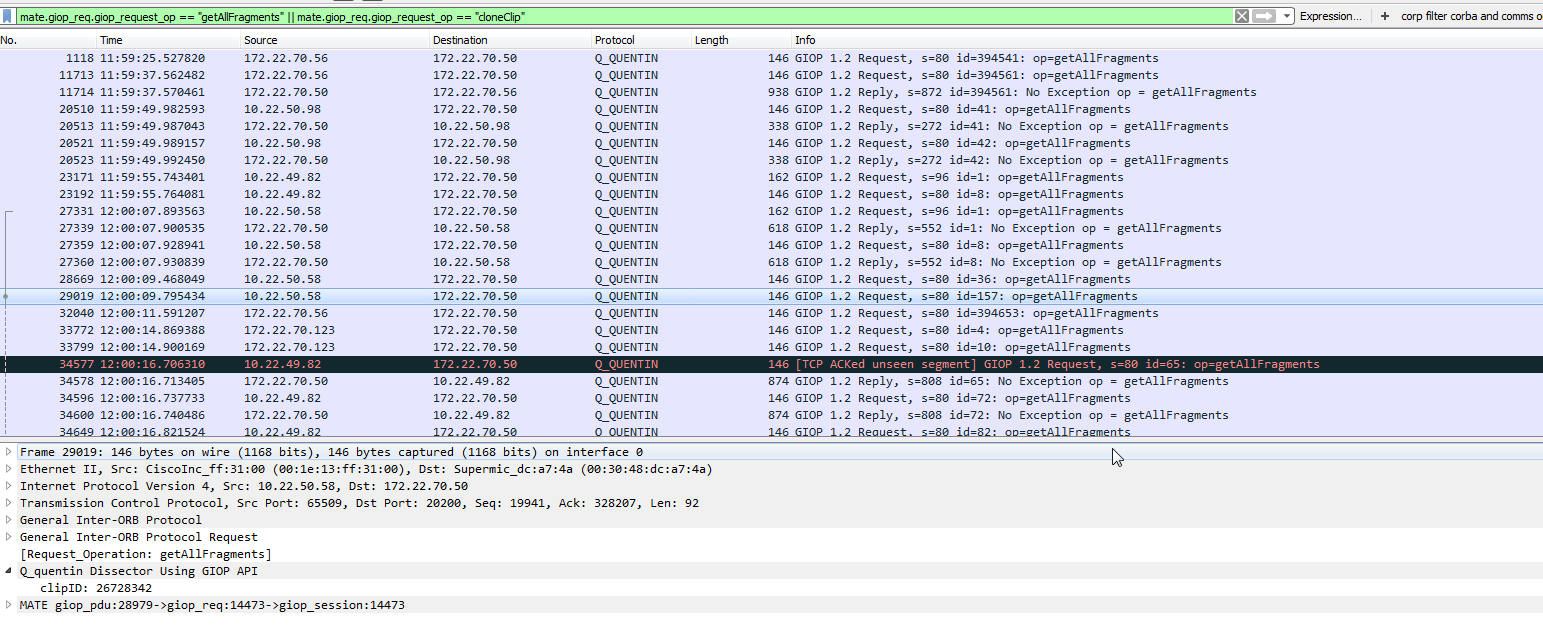 mate.giop_req.giop_request_op == "getAllFragments" || mate.giop_req.giop_request_op == "cloneClip" Expression... + corp filter corba and comms o
No. Time Source Destination Protocol Length Info
1118 11:59:25.527820 172.22.70.56 172.22.70.50 Q_QUENTIN 146 GIOP 1.2 Request, s=80 id=394541: op=getAllFragments
11713 11:59:37.562482 172.22.70.56 172.22.70.50 Q_QUENTIN 146 GIOP 1.2 Request, s=80 id=394561: op=getAllFragments
11714 11:59:37.570461 172.22.70.50 172.22.70.56 Q_QUENTIN 938 GIOP 1.2 Reply, s=872 id=394561: No Exception op = getAllFragments
20510 11:59:49.982593 10.22.50.98 172.22.70.50 Q_QUENTIN 146 GIOP 1.2 Request, s=80 id=41: op=getAllFragments
20513 11:59:49.987043 172.22.70.50 10.22.50.98 Q_QUENTIN 338 GIOP 1.2 Reply, s=272 id=41: No Exception op = getAllFragments
20521 11:59:49.989157 10.22.50.98 172.22.70.50 Q_QUENTIN 146 GIOP 1.2 Request, s=80 id=42: op=getAllFragments
20523 11:59:49.992450 172.22.70.50 10.22.50.98 Q_QUENTIN 338 GIOP 1.2 Reply, s=272 id=42: No Exception op = getAllFragments
23171 11:59:55.743401 10.22.49.82 172.22.70.50 Q_QUENTIN 162 GIOP 1.2 Request, s=96 id=1: op=getAllFragments
23192 11:59:55.764081 10.22.49.82 172.22.70.50 Q_QUENTIN 146 GIOP 1.2 Request, s=80 id=8: op=getAllFragments
27331 12:00:07.893563 10.22.50.58 172.22.70.50 Q_QUENTIN 162 GIOP 1.2 Request, s=96 id=1: op=getAllFragments
27339 12:00:07.900535 172.22.70.50 10.22.50.58 Q_QUENTIN 618 GIOP 1.2 Reply, s=552 id=1: No Exception op = getAllFragments
27359 12:00:07.928941 10.22.50.58 172.22.70.50 Q_QUENTIN 146 GIOP 1.2 Request, s=80 id=8: op=getAllFragments
27360 12:00:07.930839 172.22.70.50 10.22.50.58 Q_QUENTIN 618 GIOP 1.2 Reply, s=552 id=8: No Exception op = getAllFragments
28669 12:00:09.468049 10.22.50.58 172.22.70.50 Q_QUENTIN 146 GIOP 1.2 Request, s=80 id=36: op=getAllFragments
29019 12:00:09.795434 10.22.50.58 172.22.70.50 Q_QUENTIN 146 GIOP 1.2 Request, s=80 id=157: op=getAllFragments
32040 12:00:11.591207 172.22.70.56 172.22.70.50 Q_QUENTIN 146 GIOP 1.2 Request, s=80 id=394653: op=getAllFragments
33772 12:00:14.869388 172.22.70.123 172.22.70.50 Q_QUENTIN 146 GIOP 1.2 Request, s=80 id=4: op=getAllFragments
33799 12:00:14.900169 172.22.70.123 172.22.70.50 Q_QUENTIN 146 GIOP 1.2 Request, s=80 id=10: op=getAllFragments
34577 12:00:16.706310 10.22.49.82 172.22.70.50 Q_QUENTIN 146 [TCP ACKed unseen segment] GIOP 1.2 Request, s=80 id=65: op=getAllFragments
34578 12:00:16.713405 172.22.70.50 10.22.49.82 Q_QUENTIN 874 GIOP 1.2 Reply, s=808 id=65: No Exception op = getAllFragments
34596 12:00:16.737733 10.22.49.82 172.22.70.50 Q_QUENTIN 146 GIOP 1.2 Request, s=80 id=72: op=getAllFragments
34600 12:00:16.740486 172.22.70.50 10.22.49.82 Q_QUENTIN 874 GIOP 1.2 Reply, s=808 id=72: No Exception op = getAllFragments
34649 12:00:16.821524 10.22.49.82 172.22.70.50 Q_QUENTIN 146 GIOP 1.2 Request, s=80 id=82: op=getAllFragments
Frame 29019: 146 bytes on wire (1168 bits), 146 bytes captured (1168 bits) on interface 0
Ethernet II, Src: CiscoInc_ff:31:00 (00:1e:13:ff:31:00), Dst: Supermic_dc:a7:4a (00:30:48:dc:a7:4a)
Internet Protocol Version 4, Src: 10.22.50.58, Dst: 172.22.70.50
Transmission Control Protocol, Src Port: 65509, Dst Port: 20200, Seq: 19941, Ack: 328207, Len: 92
General Inter-ORB Protocol
General Inter-ORB Protocol Request
[Request_Operation: getAllFragments]
Q_quentin Dissector Using GIOP API
clipID: 26728342
MATE giop_pdu:28979->giop_req:14473->giop_session:14473